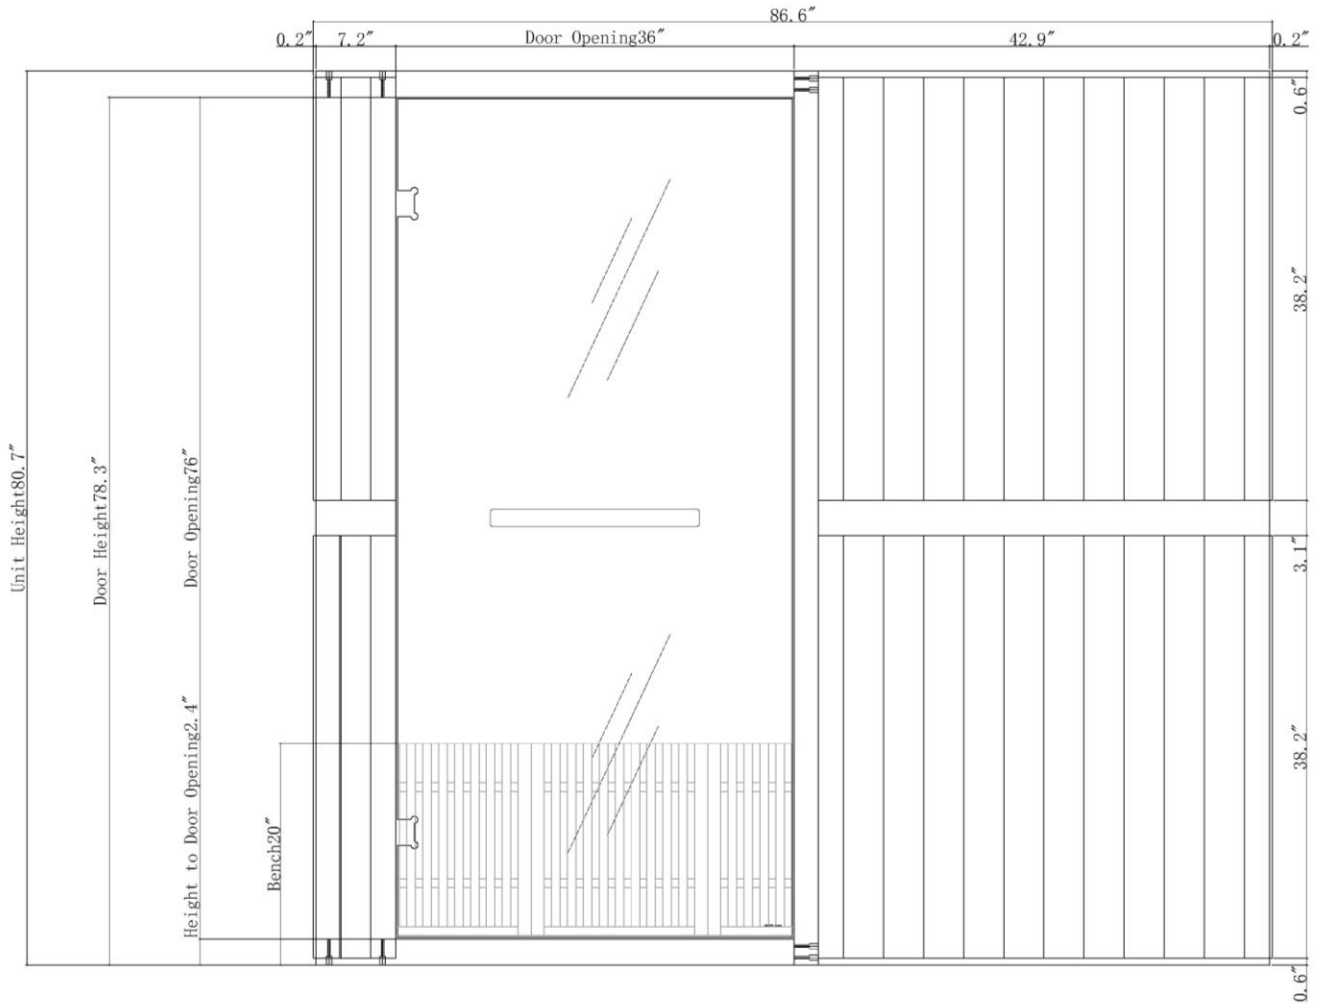 86.6″
0.2″
7.2″
Door Opening36″
42.9″
0.2″
0.6″
38.2″
Unit Height80.7″
Door Height78.3″
Door Opening76″
3.1″
Height to Door Opening2.4″
38.2″
Bench20″
0.6″